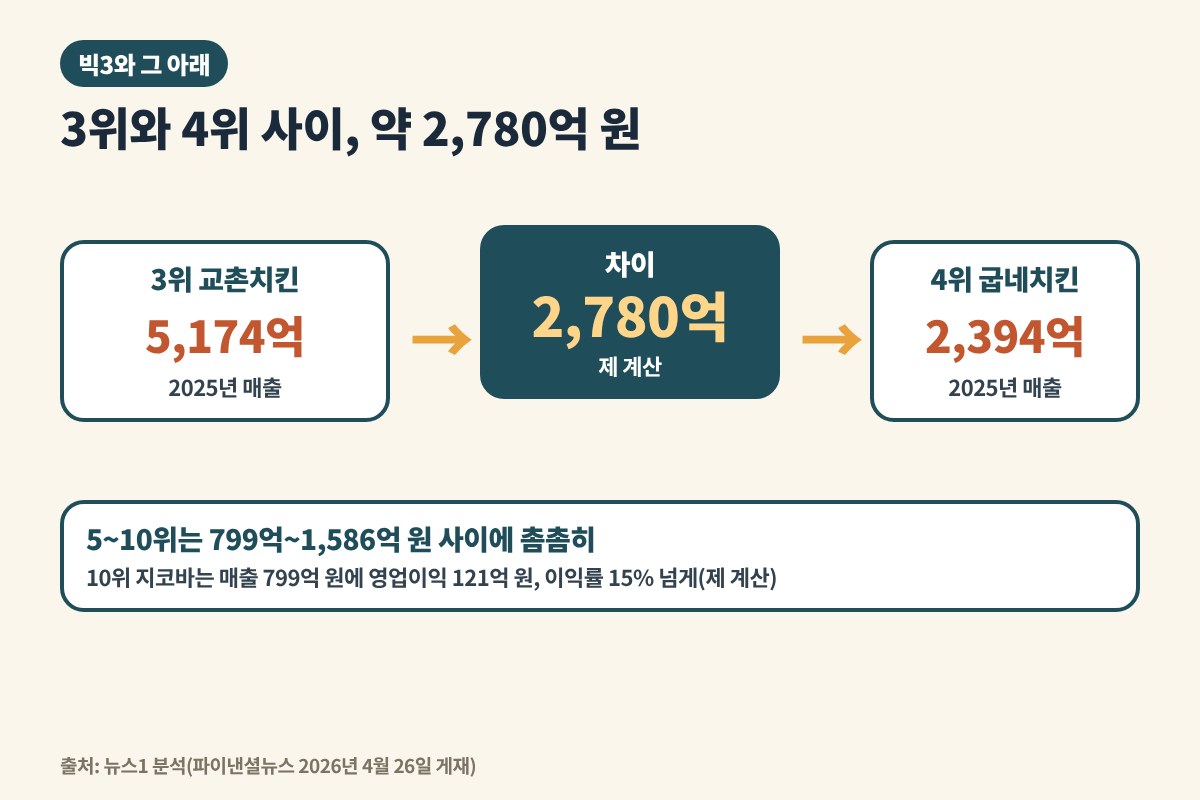 빅3와 그 아래
3위와 4위 사이, 약 2,780억 원
3위 교촌치킨
5,174억
2025년 매출
차이
2,780억
제 계산
4위 굽네치킨
2,394억
2025년 매출
5~10위는 799억~1,586억 원 사이에 촘촘히
10위 지코바는 매출 799억 원에 영업이익 121억 원, 이익률 15% 넘게(제 계산)
출처: 뉴스1 분석(파이낸셜뉴스 2026년 4월 26일 게재)